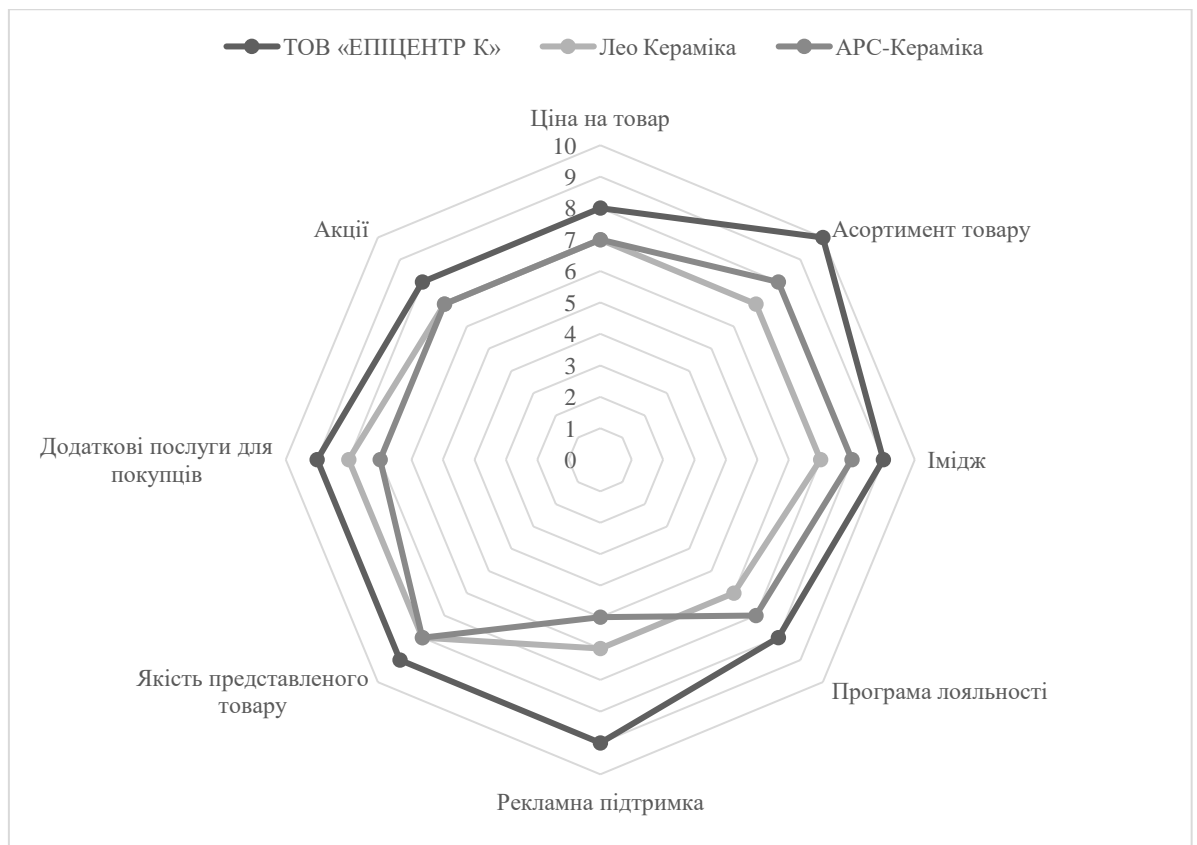 ТОВ «ЕПІЦЕНТР К» Лео Кераміка АРС-Кераміка
Ціна на товар
10
9
8
7
6
5
4
3
2
1
0
Асортимент товару
Імідж
Програма лояльності
Рекламна підтримка
Якість представленого
товару
Додаткові послуги для
покупців
Акції